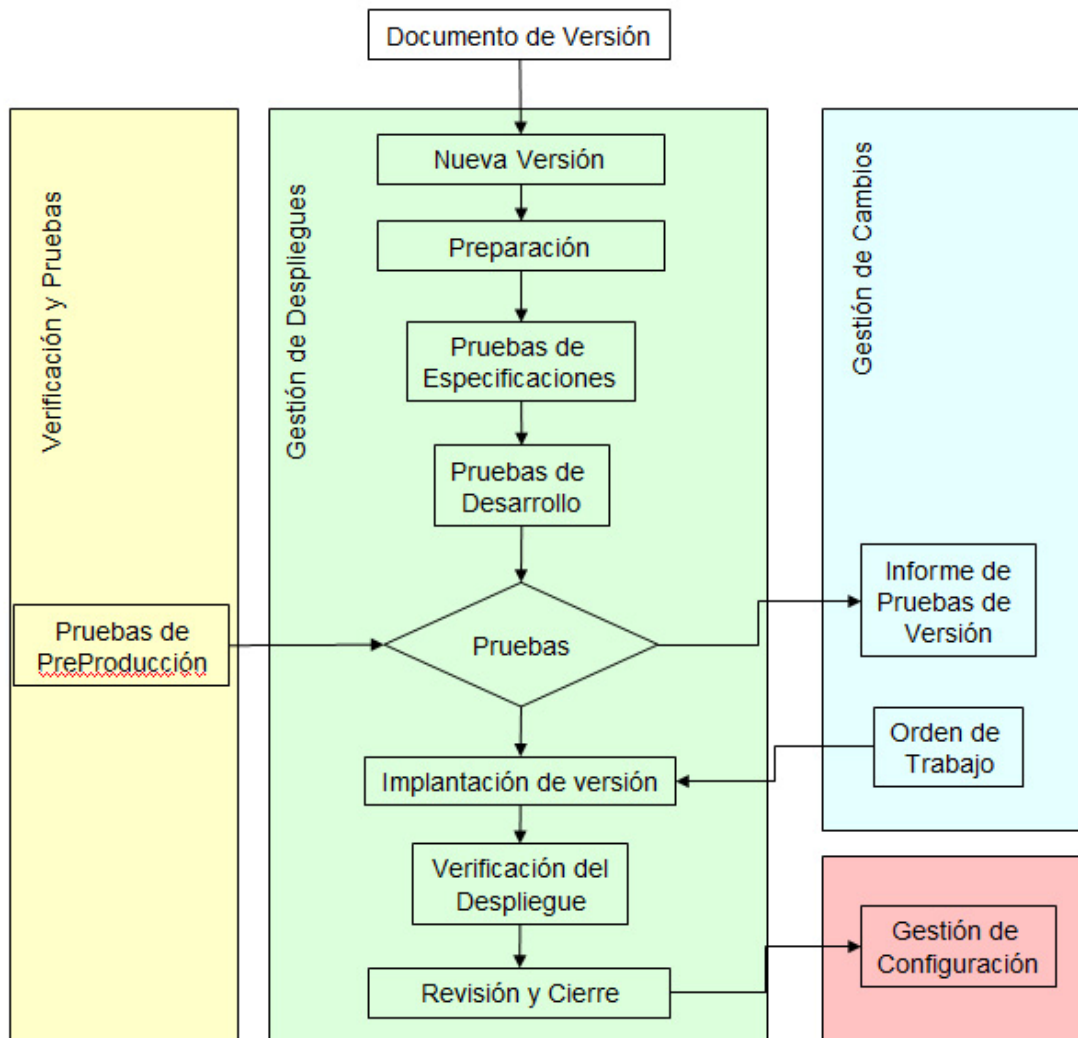 Documento de Versión
Verificación y Pruebas
Gestión de Despliegues
Gestión de Cambios
Nueva Versión
Preparación
Pruebas de
Especificaciones
Pruebas de
Desarrollo
Pruebas de
PreProducción
Pruebas
Informe de
Pruebas de
Versión
Orden de
Trabajo
Implantación de versión
Verificación del
Despliegue
Revisión y Cierre
Gestión de
Configuración